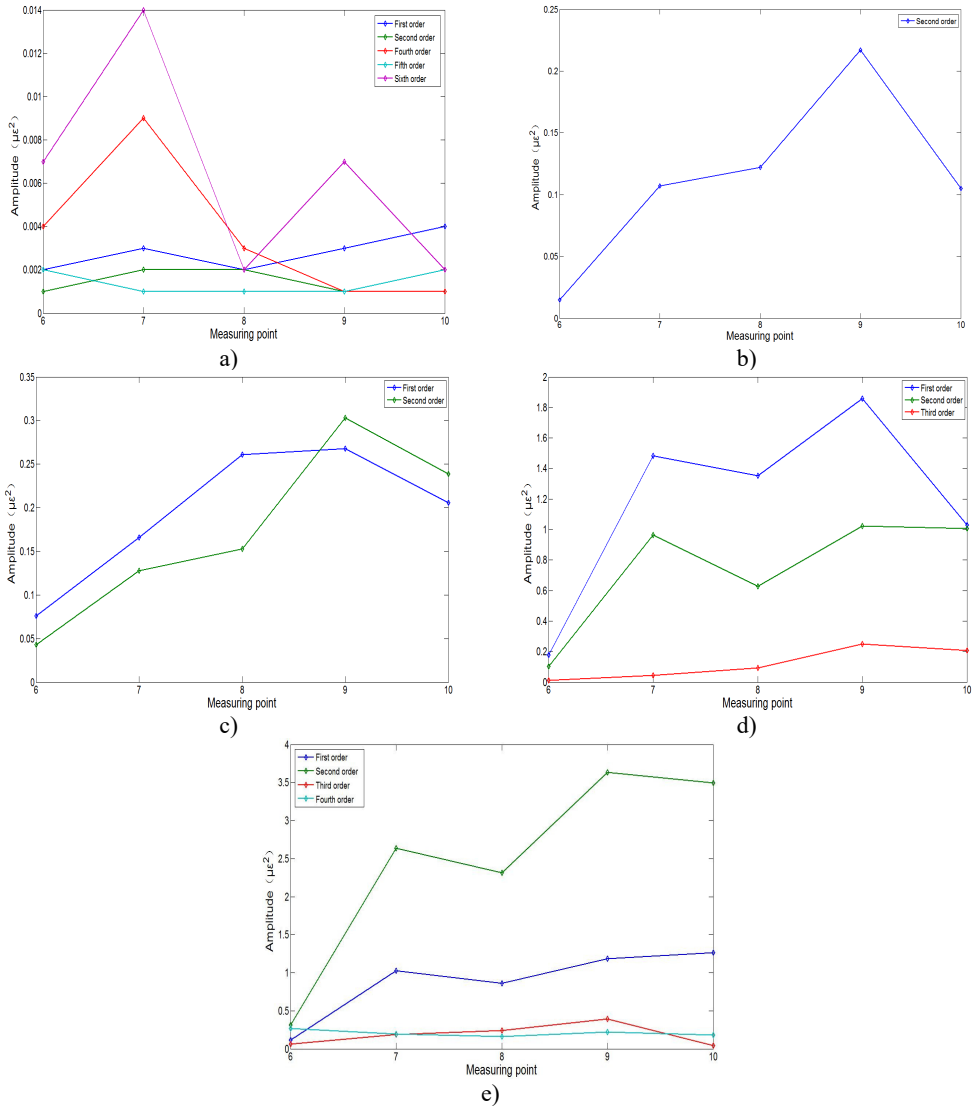 0.014
0.012
0.01
0.008
0.006
0.004
0.002
0
Amplitude（με²）
First order
Second order
Fourth order
Fifth order
Sixth order
6 7 8 9 10
Measuring point
a)
0.25
0.2
0.15
0.1
0.05
0
Amplitude（με²）
Second order
6 7 8 9 10
Measuring point
b)
0.35
0.3
0.25
0.2
0.15
0.1
0.05
0
Amplitude（με²）
First order
Second order
6 7 8 9 10
Measuring point
c)
2
1.8
1.6
1.4
1.2
1
0.8
0.6
0.4
0.2
0
Amplitude（με²）
First order
Second order
Third order
6 7 8 9 10
Measuring point
d)
4
3.5
3
2.5
2
1.5
1
0.5
0
Amplitude（με²）
First order
Second order
Third order
Fourth order
6 7 8 9 10
Measuring point
e)